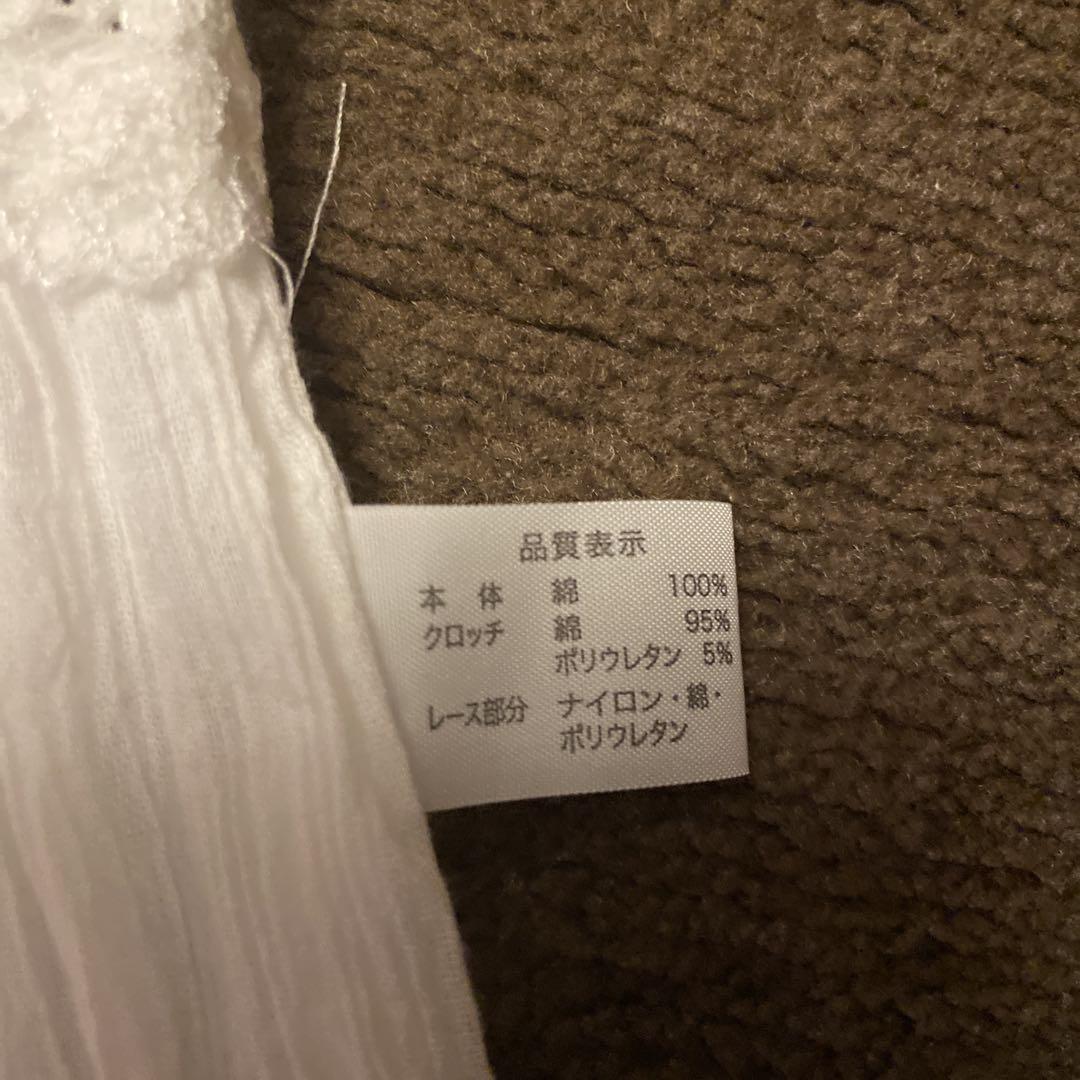 品質表示
本体 綿 100%
クロッチ 綿 95%
ポリウレタン 5%
レース部分 ナイロン・綿・
ポリウレタン